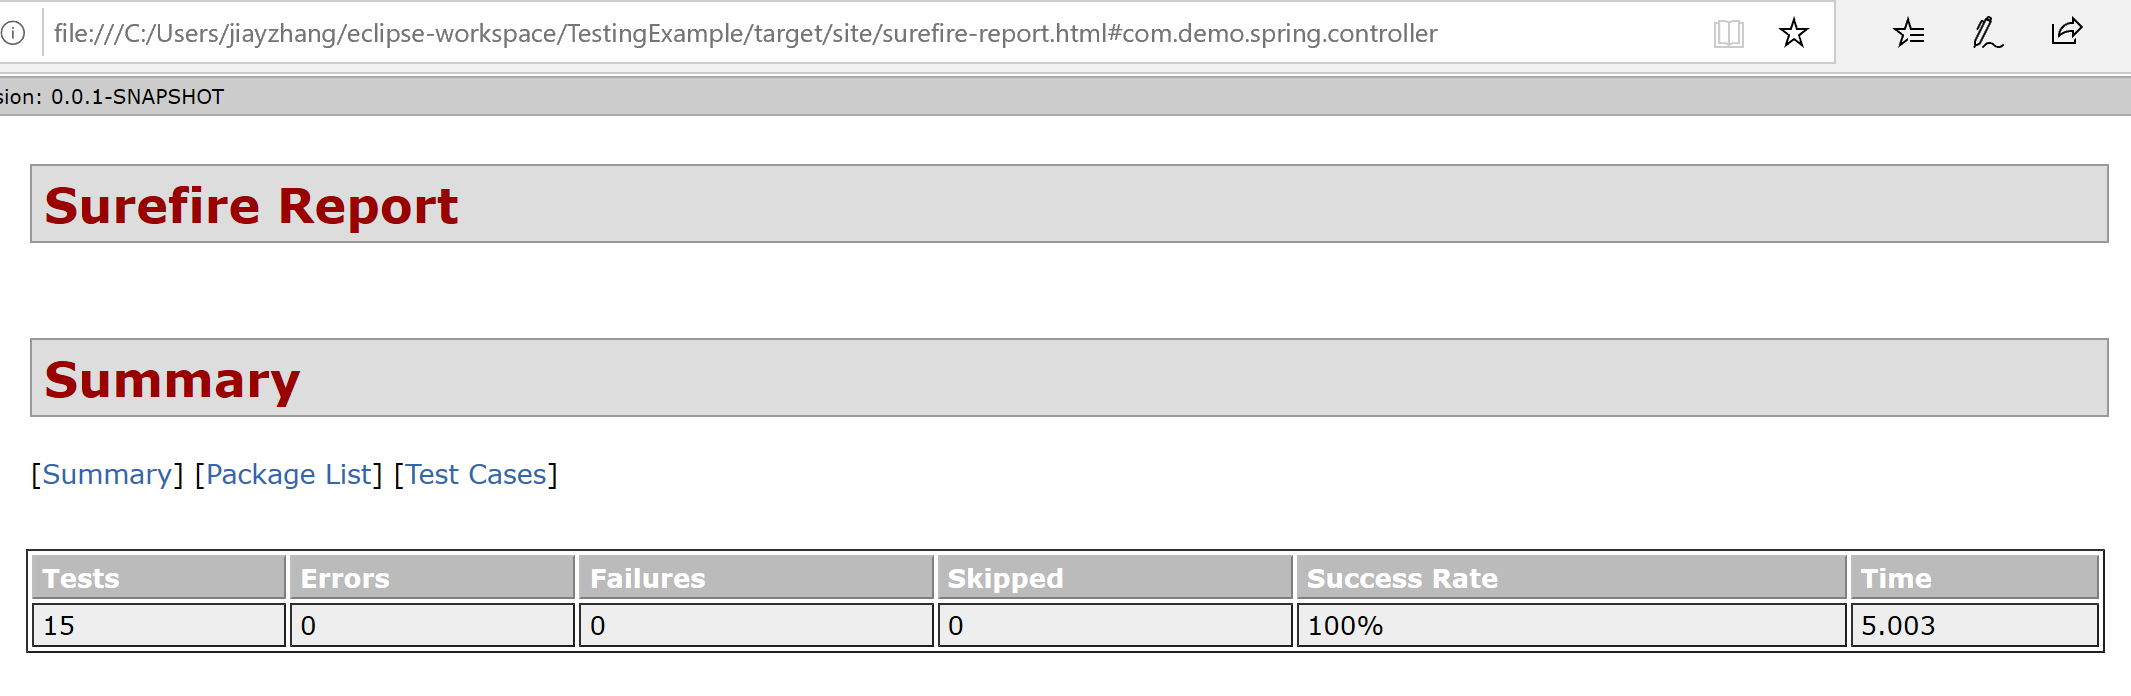 file:///C:/Users/jiayzhang/eclipse-workspace/TestingExample/target/site/surefire-report.html#com.demo.spring.controller
sion: 0.0.1-SNAPSHOT
Surefire Report
Summary
[Summary] [Package List] [Test Cases]
Tests Errors Failures Skipped Success Rate Time
15 0 0 0 100% 5.003